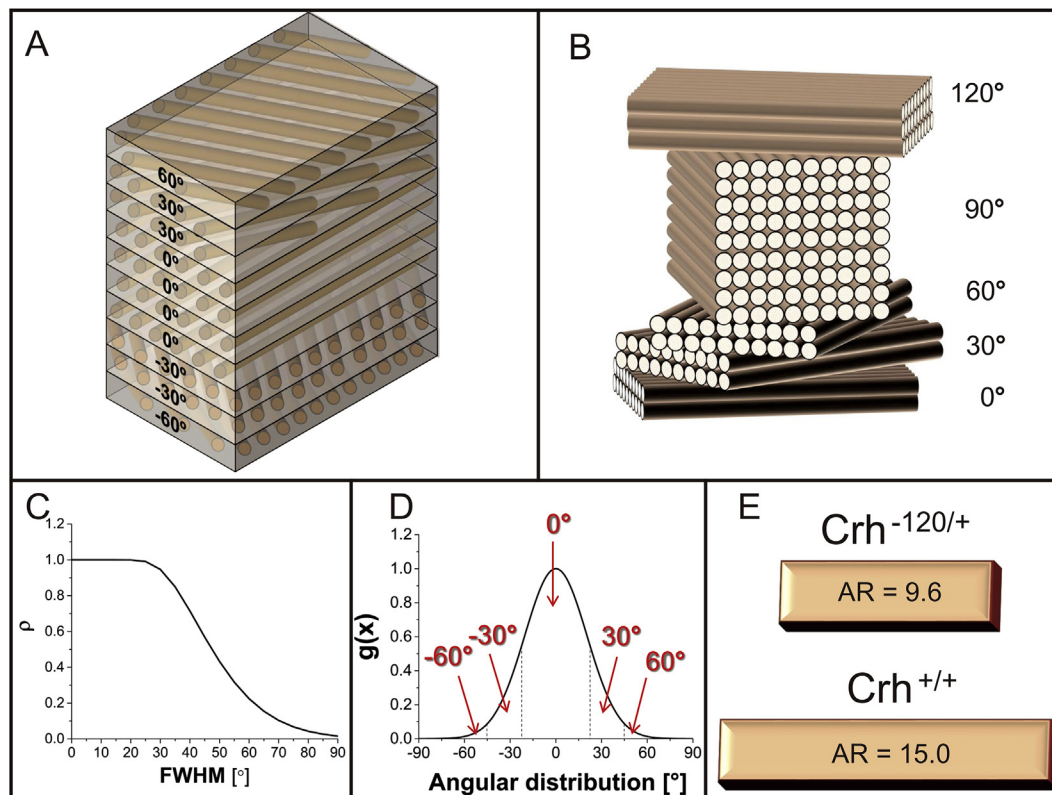 A
60°
30°
30°
0°
0°
0°
0°
-30°
-30°
-60°
B
120°
90°
60°
30°
0°
C
1.2
1.0
0.8
0.6
0.4
0.2
0.0
ρ
0 10 20 30 40 50 60 70 80 90
FWHM [°]
D
0°
1.2
1.0
0.8
0.6
0.4
0.2
0.0
g(x)
-30°
30°
-60°
60°
-90 -60 -30 0 30 60 90
Angular distribution [°]
E
Crh -120/+
AR = 9.6
Crh +/+
AR = 15.0